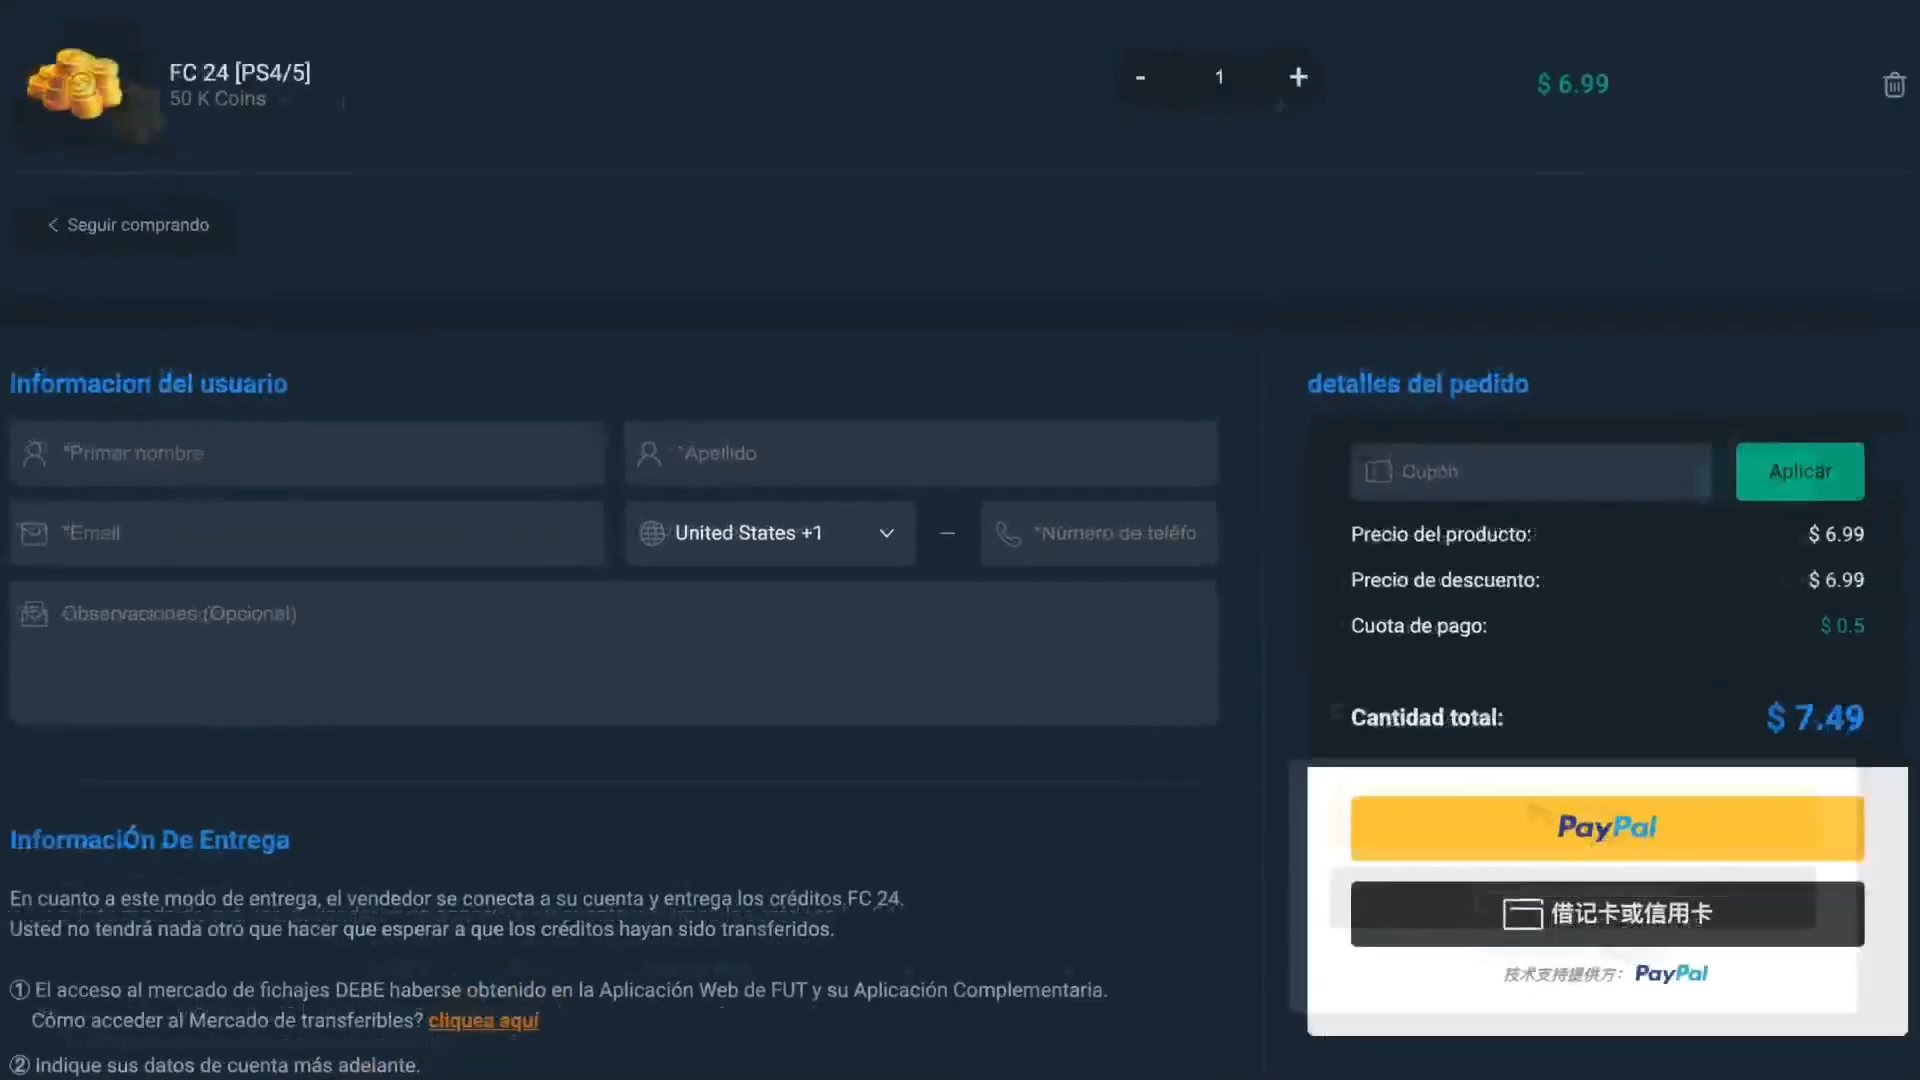 FC 24 [PS4/5]
50 K Coins
- 1 +
$ 6.99
< Seguir comprando
Informacion del usuario
*Primer nombre
*Apellido
*Email
United States +1
—
*Número de teléfo
Observaciones (Opcional)
detalles del pedido
Cupón
Aplicar
Precio del producto: $ 6.99
Precio de descuento: $ 6.99
Cuota de pago: $ 0.5
Cantidad total: $ 7.49
PayPal
借记卡或信用卡
技术支持提供方: PayPal
InformaciÓn De Entrega
En cuanto a este modo de entrega, el vendedor se conecta a su cuenta y entrega los créditos FC 24.
Usted no tendrá nada otro que hacer que esperar a que los créditos hayan sido transferidos.
① El acceso al mercado de fichajes DEBE haberse obtenido en la Aplicación Web de FUT y su Aplicación Complementaria.
Cómo acceder al Mercado de transferibles? cliquea aquí
② Indique sus datos de cuenta más adelante.